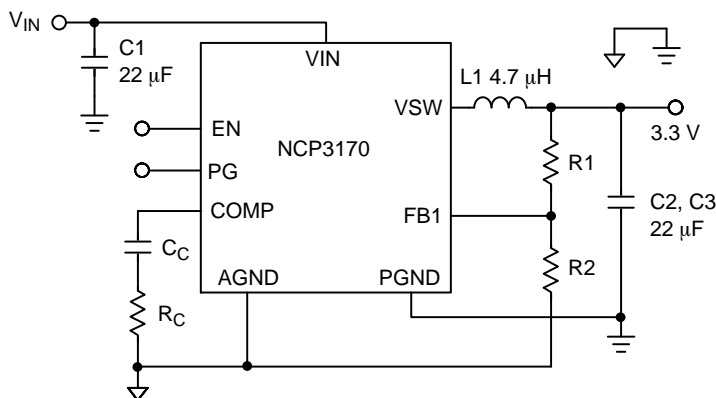 VIN
C1
22 μF
VIN
EN
PG
COMP
AGND
NCP3170
VSW
FB1
PGND
L1 4.7 μH
3.3 V
R1
R2
C2, C3
22 μF
CC
RC